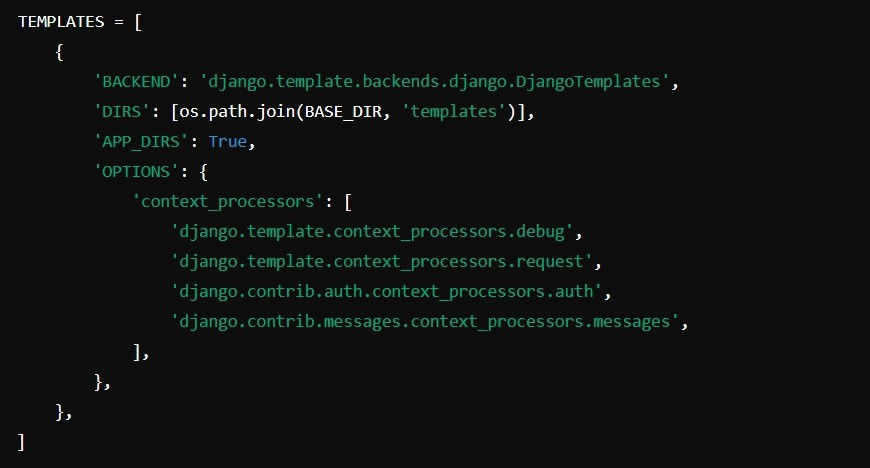 TEMPLATES = [
    {
        'BACKEND': 'django.template.backends.django.DjangoTemplates',
        'DIRS': [os.path.join(BASE_DIR, 'templates')],
        'APP_DIRS': True,
        'OPTIONS': {
            'context_processors': [
                'django.template.context_processors.debug',
                'django.template.context_processors.request',
                'django.contrib.auth.context_processors.auth',
                'django.contrib.messages.context_processors.messages',
            ],
        },
    },
]